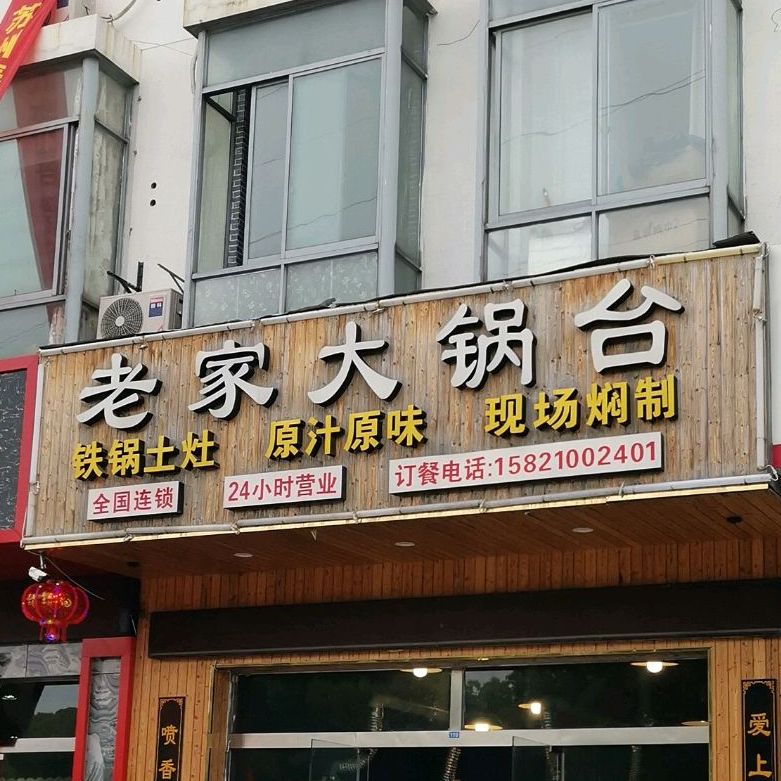 老家大锅台
铁锅土灶 原汁原味 现场焖制
全国连锁 24小时营业 订餐电话:15821002401
喷香
爱上